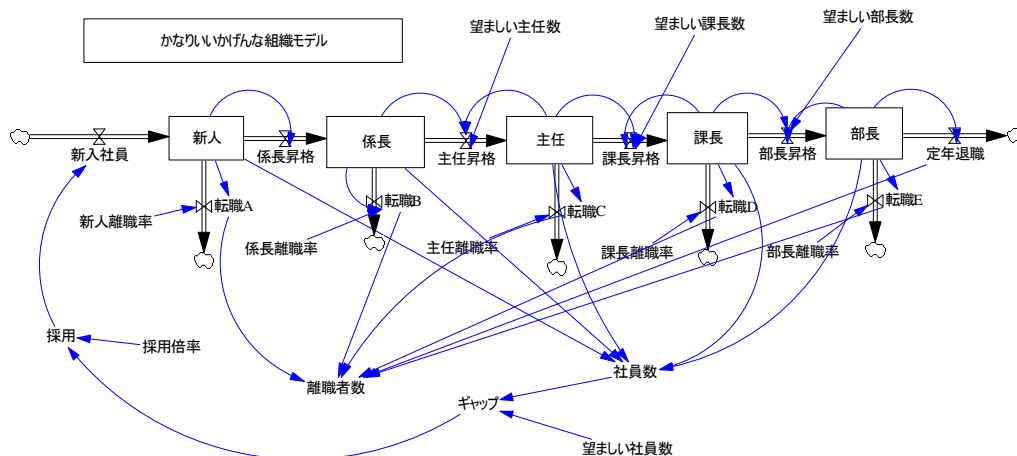 かなりいいかげんな組織モデル
望ましい主任数
望ましい課長数
望ましい部長数
新人
係長
主任
課長
部長
新入社員
係長昇格
主任昇格
課長昇格
部長昇格
定年退職
転職A
転職B
転職C
転職D
転職E
新人離職率
係長離職率
主任離職率
課長離職率
部長離職率
採用
採用倍率
離職者数
社員数
ギャップ
望ましい社員数